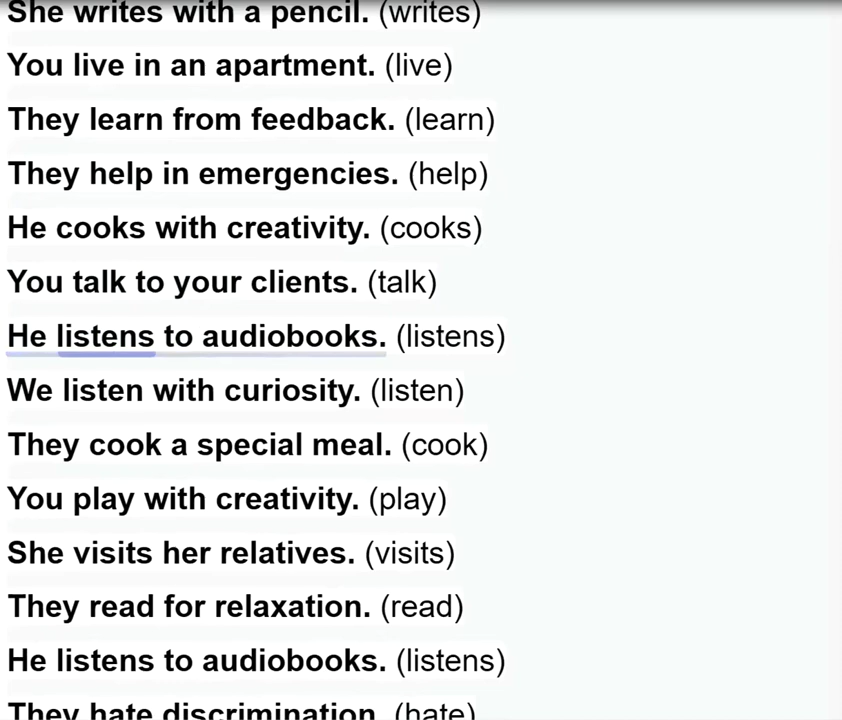 She writes with a pencil. (writes)
You live in an apartment. (live)
They learn from feedback. (learn)
They help in emergencies. (help)
He cooks with creativity. (cooks)
You talk to your clients. (talk)
He listens to audiobooks. (listens)
We listen with curiosity. (listen)
They cook a special meal. (cook)
You play with creativity. (play)
She visits her relatives. (visits)
They read for relaxation. (read)
He listens to audiobooks. (listens)
They hate discrimination. (hate)